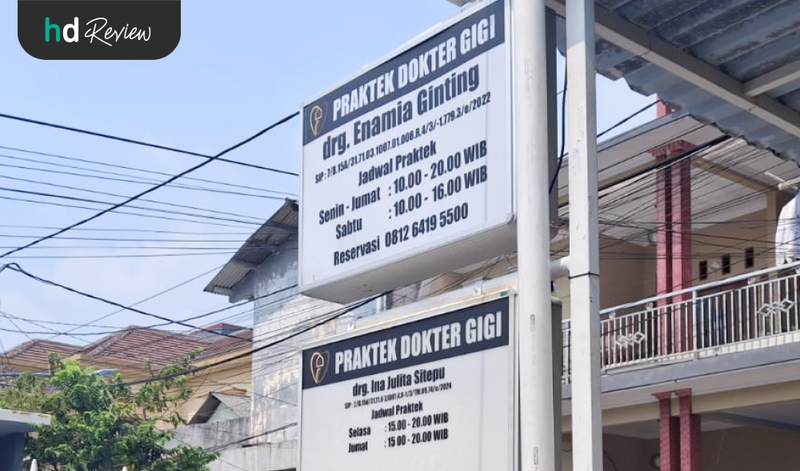 hd Review
PRAKTEK DOKTER GIGI
drg. Enamia Ginting
SIP : 7/B.15A/31.71.03.1007.01.008.R.4/3/-1.779.3/e/2022
Jadwal Praktek
Senin - Jumat : 10.00 - 20.00 WIB
Sabtu : 10.00 - 16.00 WIB
Reservasi 0812 6419 5500
PRAKTEK DOKTER GIGI
drg. Ina Julita Sitepu
Jadwal Praktek
Selasa : 15.00 - 20.00 WIB
Jumat : 15 00 - 20.00 WIB